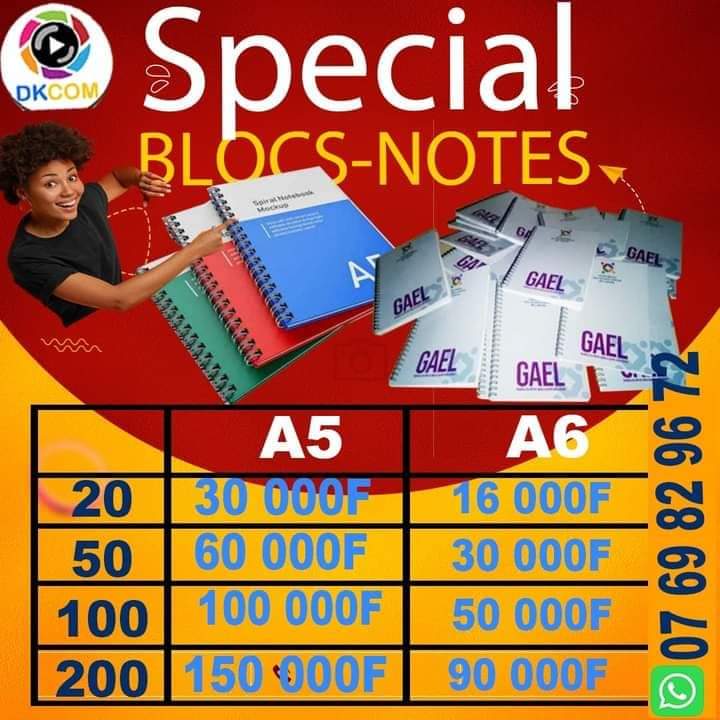 DKCOM
Special
BLOCS-NOTES
Spiral Notebook
Mockup
GAEL
GAEL
GAEL
GAEL
GAEL
GAEL
A5 A6
20 30 000F 16 000F
50 60 000F 30 000F
100 100 000F 50 000F
200 150 000F 90 000F
07 69 82 96 72